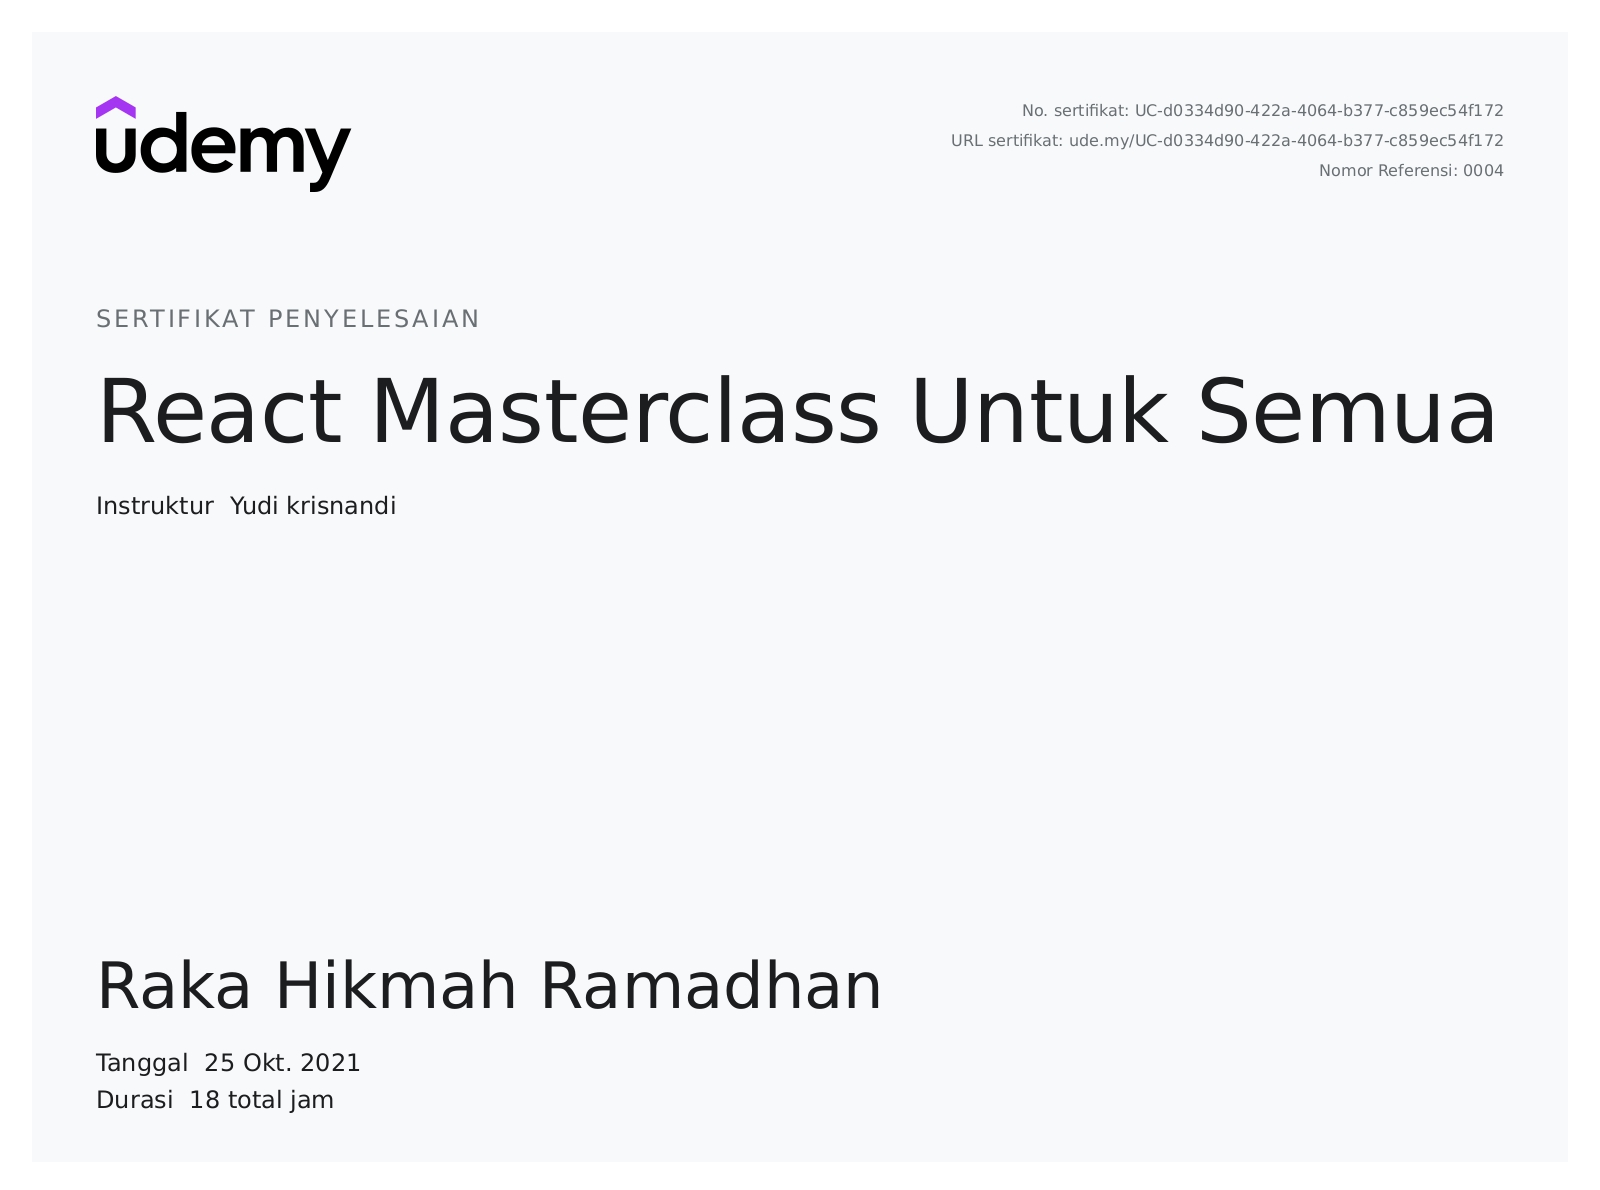 udemy
No. sertifikat: UC-d0334d90-422a-4064-b377-c859ec54f172
URL sertifikat: ude.my/UC-d0334d90-422a-4064-b377-c859ec54f172
Nomor Referensi: 0004
SERTIFIKAT PENYELESAIAN
React Masterclass Untuk Semua
Instruktur Yudi krisnandi
Raka Hikmah Ramadhan
Tanggal 25 Okt. 2021
Durasi 18 total jam